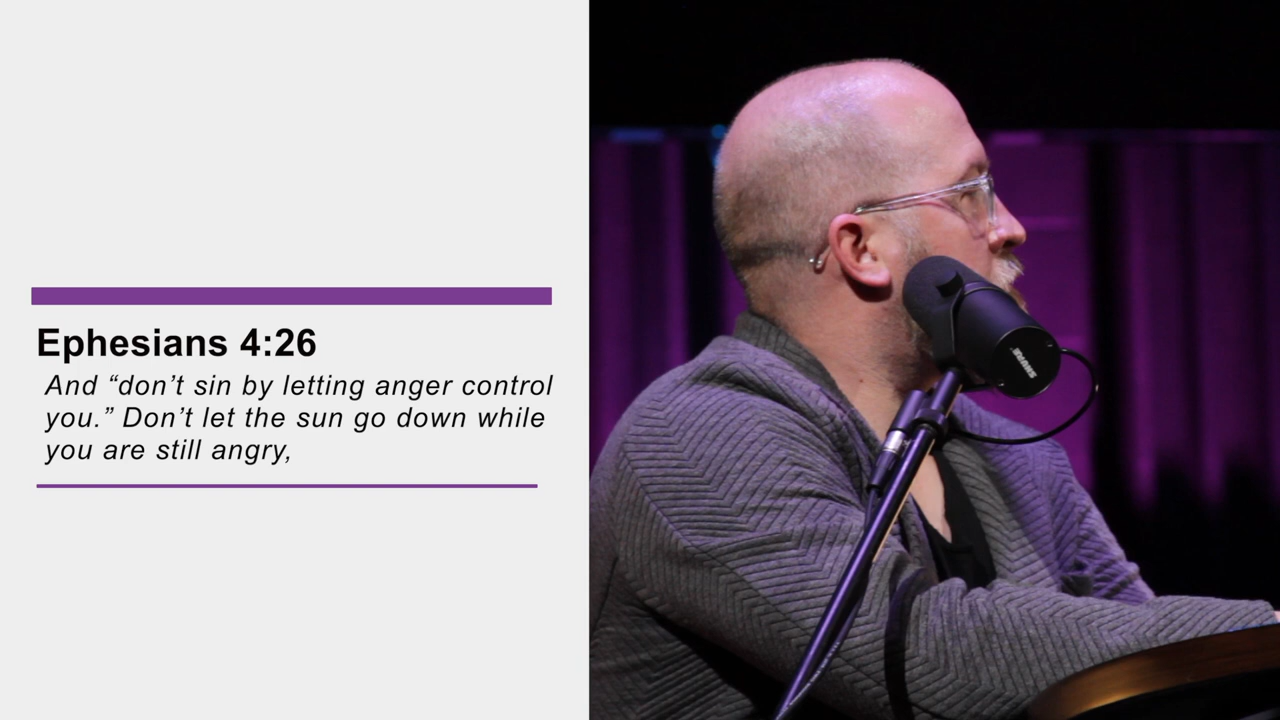 Ephesians 4:26
And “don’t sin by letting anger control
you.” Don’t let the sun go down while
you are still angry,
SHURE